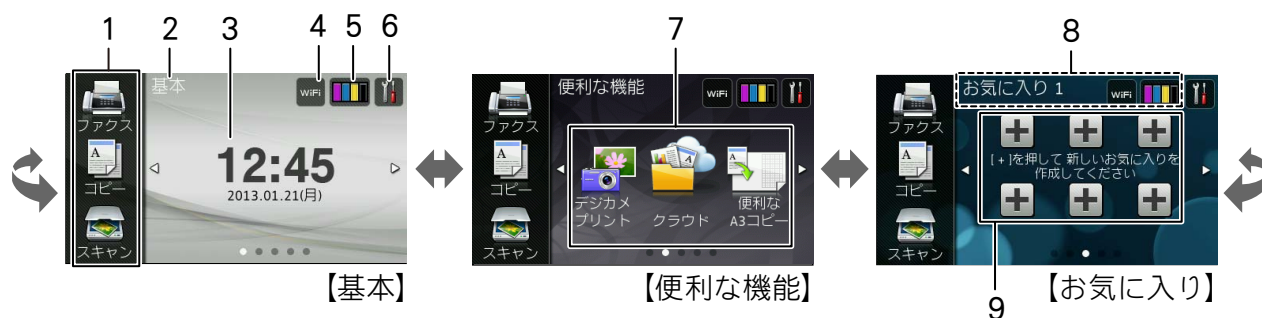 1
2
3
4
5
6
基本
WiFi
ファクス
コピー
スキャン
12:45
2013.01.21(月)
【基本】
7
便利な機能
WiFi
ファクス
コピー
スキャン
デジカメ
プリント
クラウド
便利な
A3コピー
【便利な機能】
8
お気に入り 1
WiFi
ファクス
コピー
スキャン
[ + ]を押して 新しいお気に入りを
作成してください
9
【お気に入り】